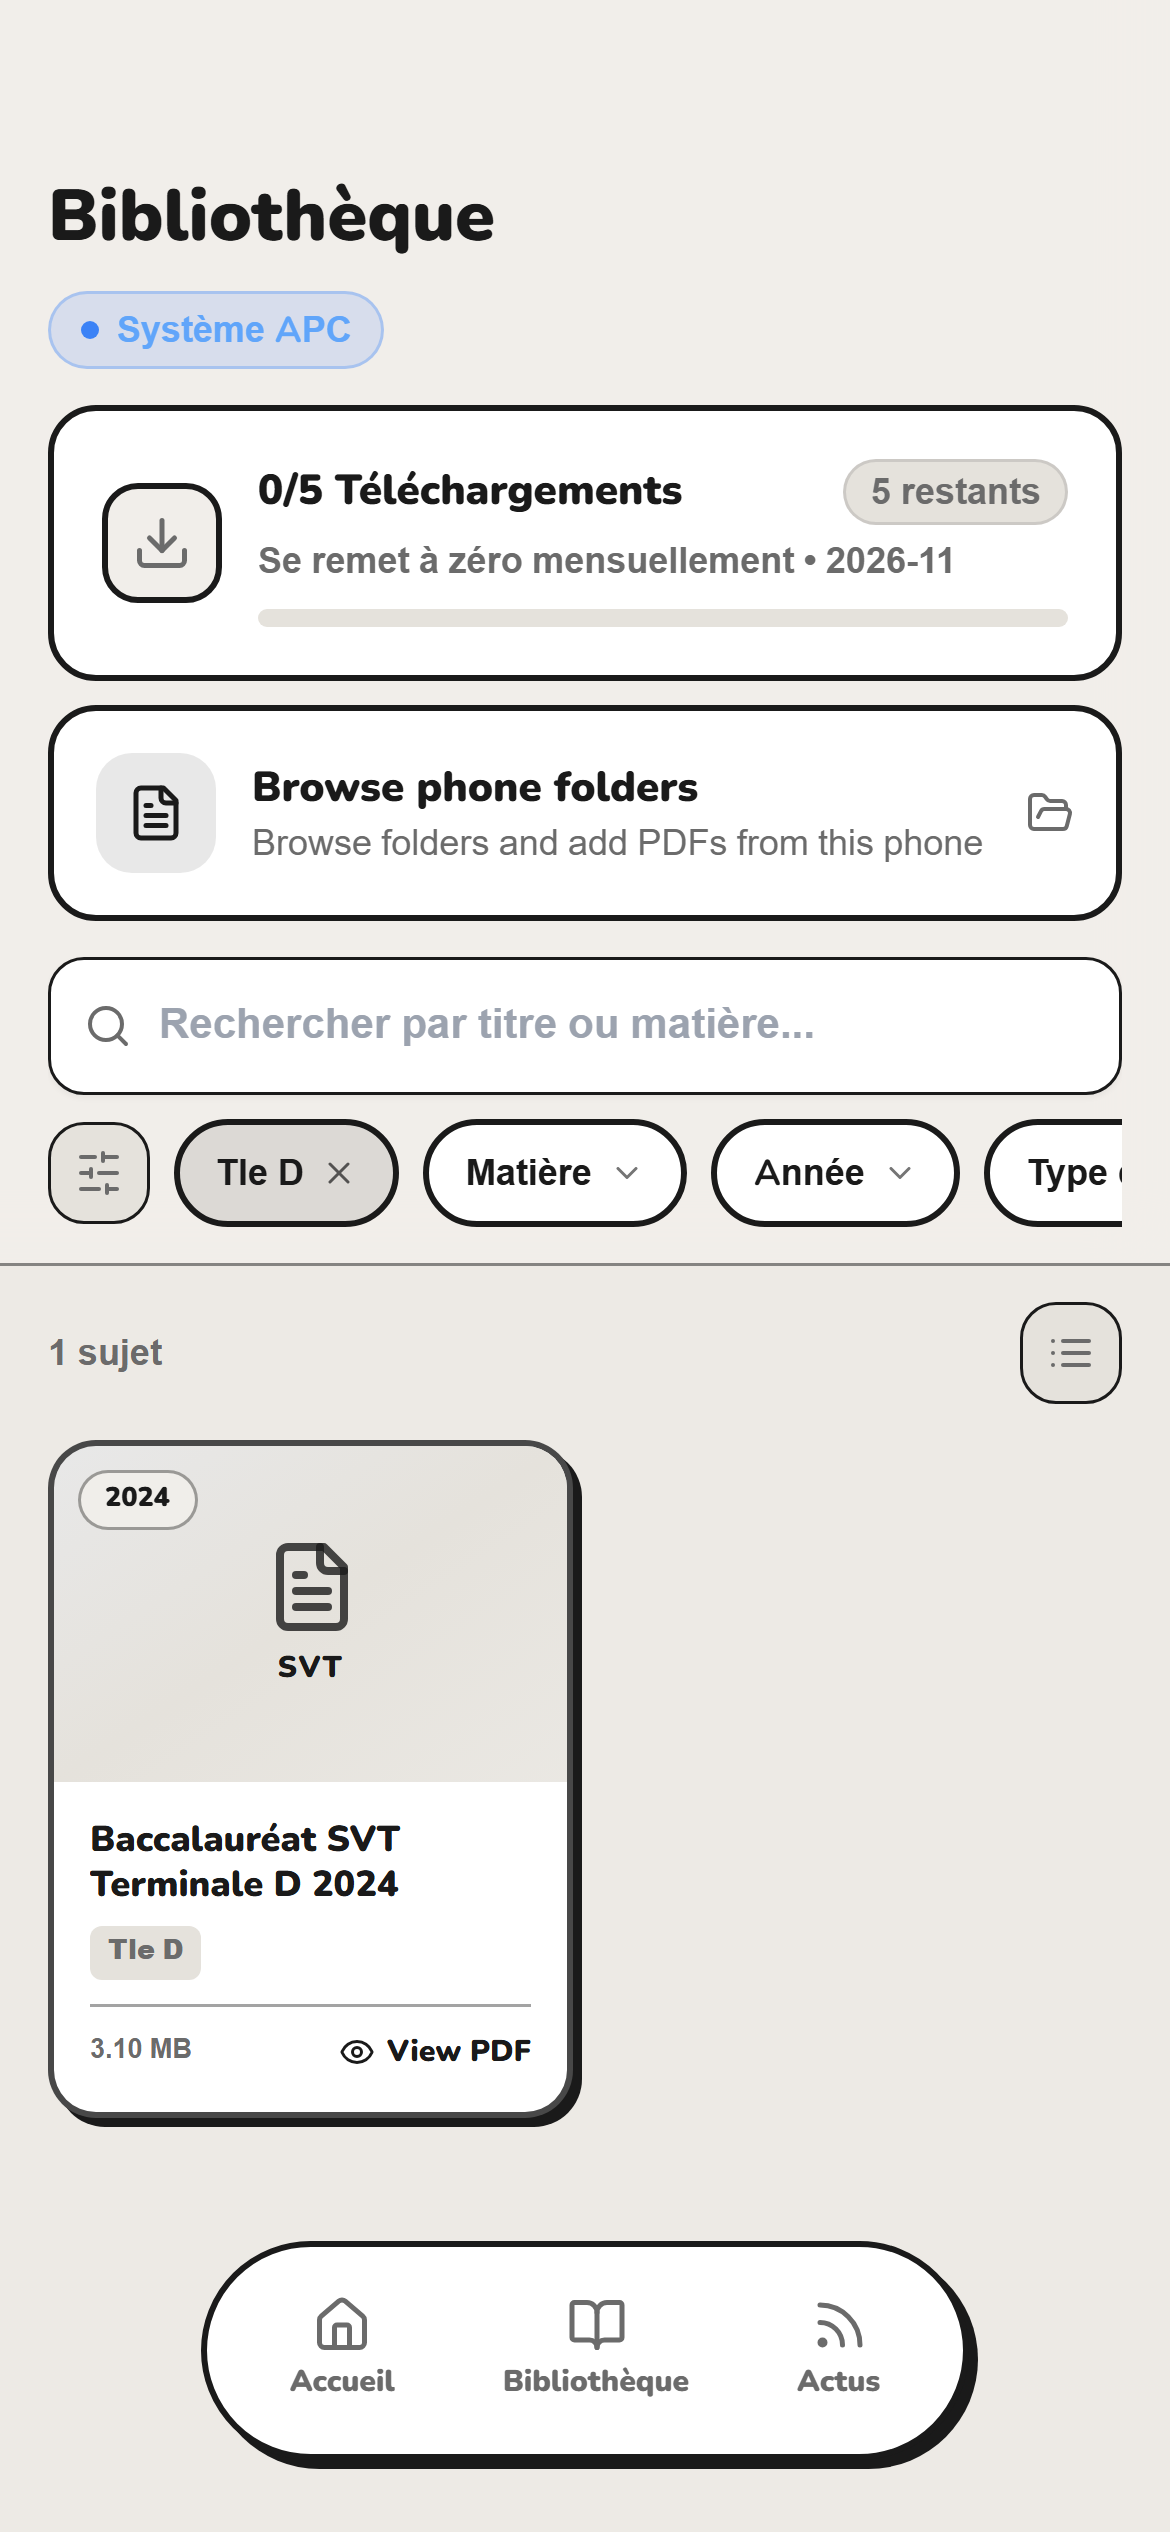 Bibliothèque
Système APC
0/5 Téléchargements
5 restants
Se remet à zéro mensuellement • 2026-11
Browse phone folders
Browse folders and add PDFs from this phone
Rechercher par titre ou matière...
Tle D
Matière
Année
Type
1 sujet
2024
SVT
Baccalauréat SVT
Terminale D 2024
Tle D
3.10 MB
View PDF
Accueil
Bibliothèque
Actus